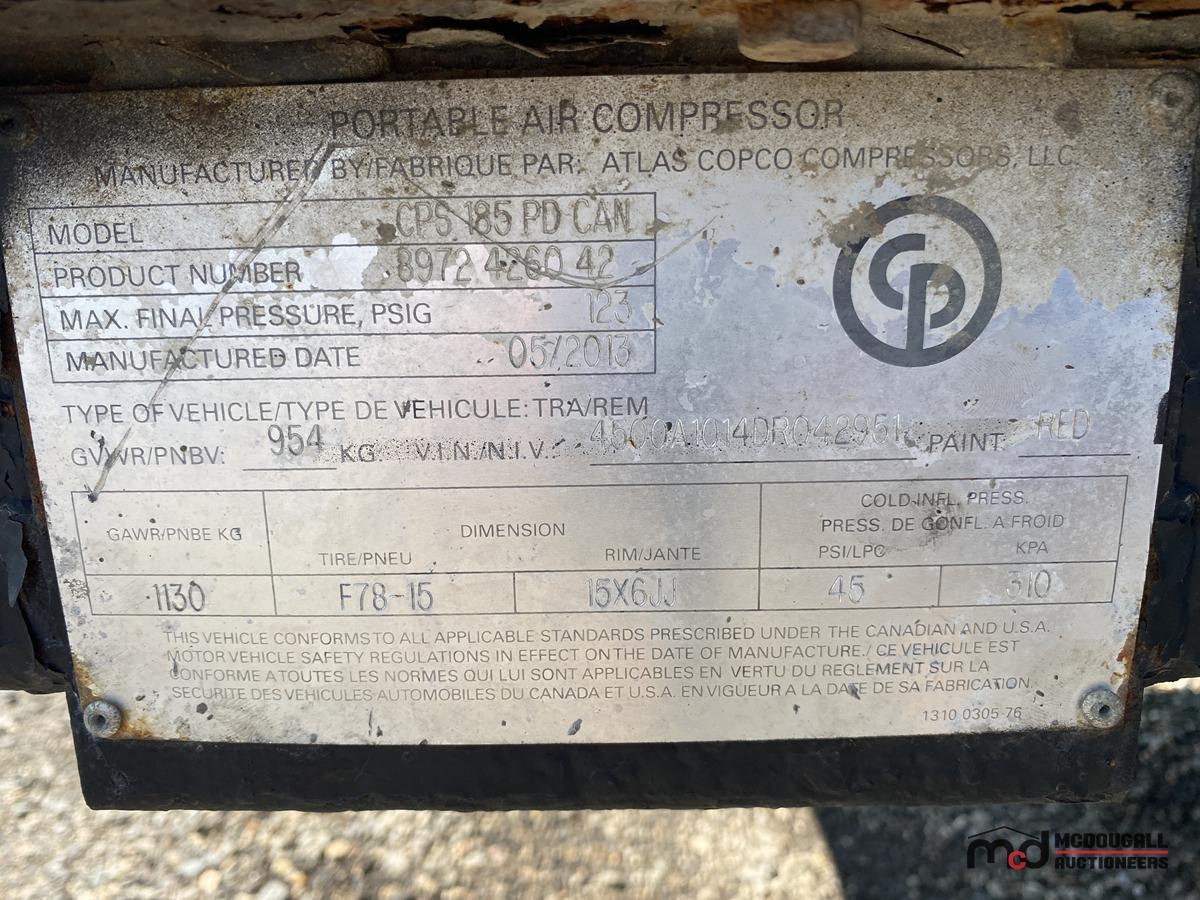 PORTABLE AIR COMPRESSOR
MANUFACTURED BY/FABRIQUE PAR: ATLAS COPCO COMPRESSORS, LLC.
MODEL CPS 185 PD CAN
PRODUCT NUMBER 8972 4260 42
MAX. FINAL PRESSURE, PSIG 123
MANUFACTURED DATE 05/2013
CP
TYPE OF VEHICLE/TYPE DE VEHICULE: TRA/REM
GVWR/PNBV: 954 KG V.I.N./N.I.V. 4500A1014DR042951 PAINT RED
COLD INFL. PRESS.
GAWR/PNBE KG DIMENSION PRESS. DE GONFL. A FROID
TIRE/PNEU RIM/JANTE PSI/LPC KPA
1130 F78-15 15X6JJ 45 310
THIS VEHICLE CONFORMS TO ALL APPLICABLE STANDARDS PRESCRIBED UNDER THE CANADIAN AND U.S.A.
MOTOR VEHICLE SAFETY REGULATIONS IN EFFECT ON THE DATE OF MANUFACTURE./ CE VEHICULE EST
CONFORME A TOUTES LES NORMES QUI LUI SONT APPLICABLES EN VERTU DU REGLEMENT SUR LA
SECURITE DES VEHICULES AUTOMOBILES DU CANADA ET U.S.A. EN VIGUEUR A LA DATE DE SA FABRICATION.
1310 0305 76
mcd MCDOUGALL
AUCTIONEERS